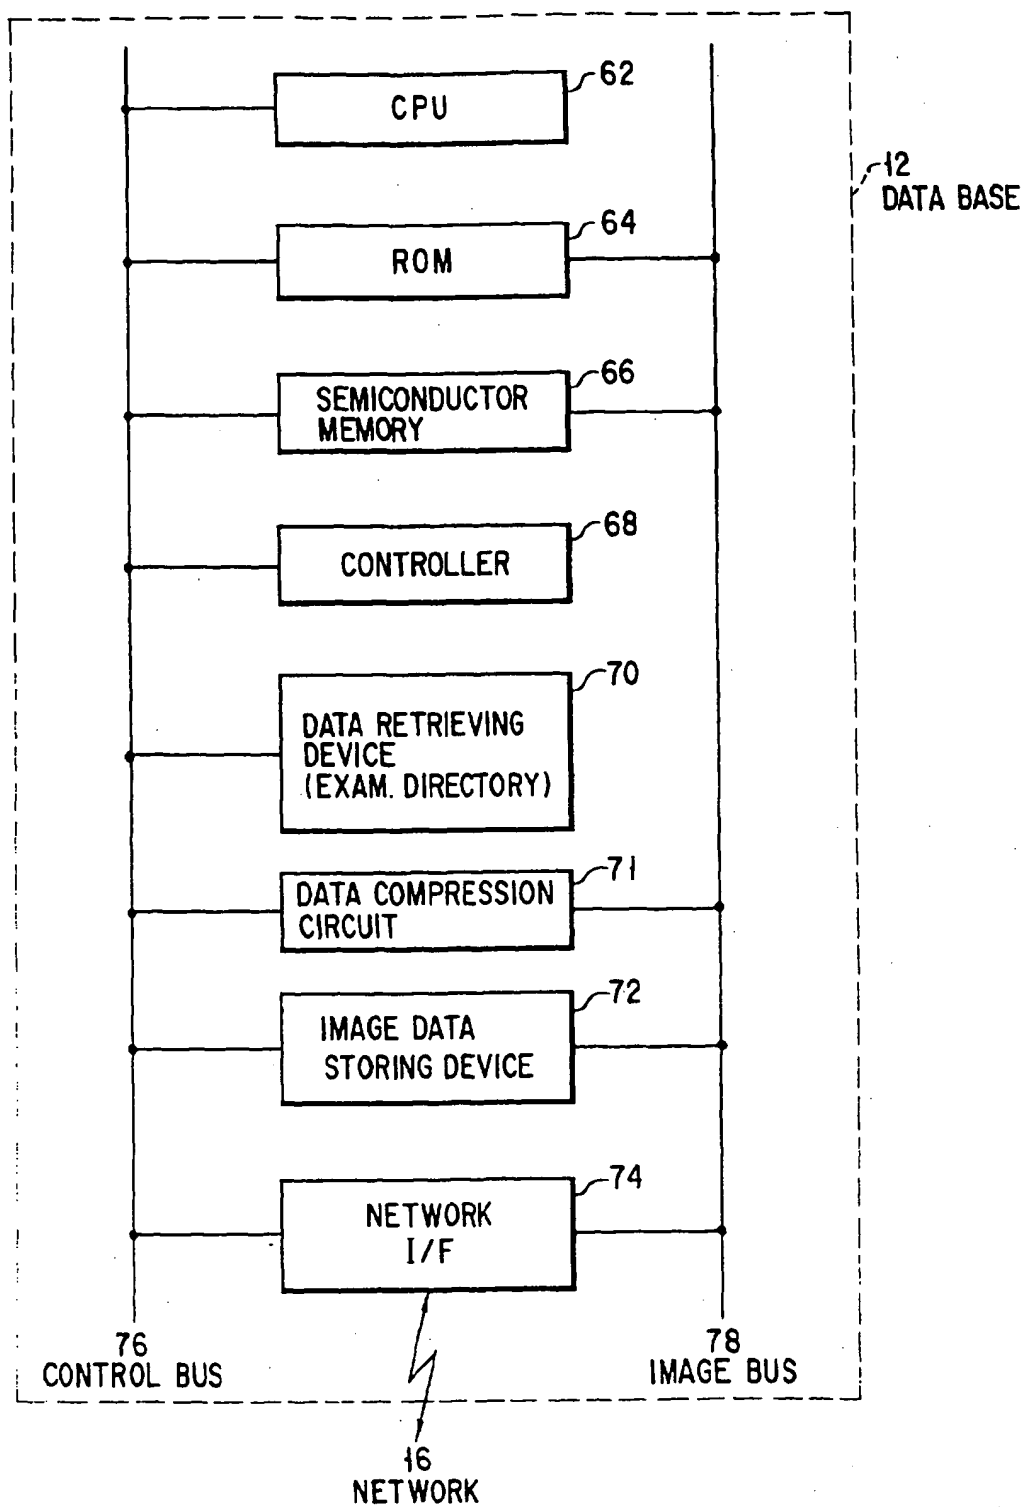 62
CPU
12
DATA BASE
64
ROM
66
SEMICONDUCTOR
MEMORY
68
CONTROLLER
70
DATA RETRIEVING
DEVICE
(EXAM. DIRECTORY)
71
DATA COMPRESSION
CIRCUIT
72
IMAGE DATA
STORING DEVICE
74
NETWORK
I/F
76
CONTROL BUS
78
IMAGE BUS
16
NETWORK